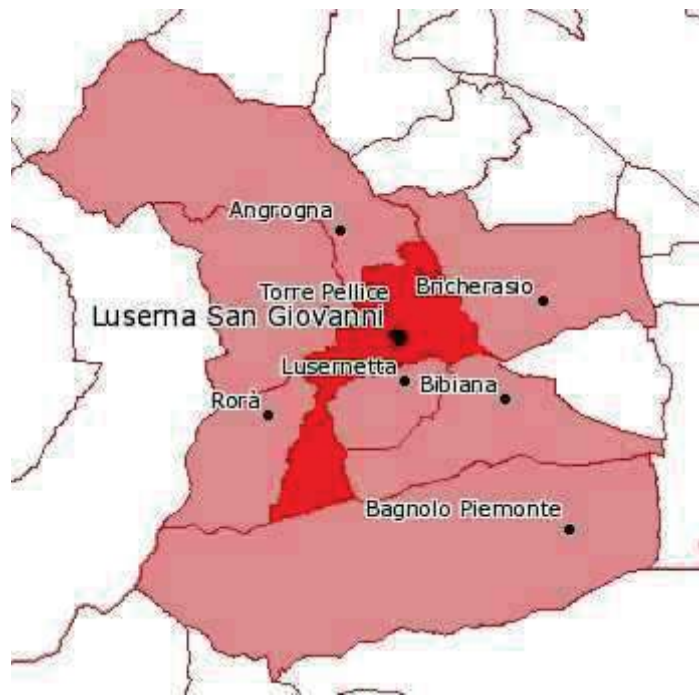 Angrogna
Torre Pellice
Bricherasio
Luserna San Giovanni
Lusernetta
Bibiana
Rorà
Bagnolo Piemonte